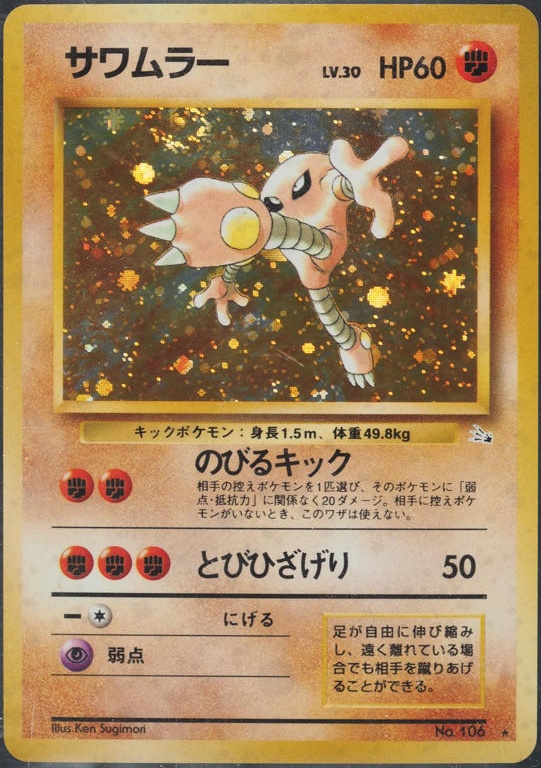 サワムラー LV.30 HP60
キックポケモン：身長1.5m、体重49.8kg
のびるキック
相手の控えポケモンを1匹選び、そのポケモンに「弱
点・抵抗力」に関係なく20ダメージ。相手に控えポケ
モンがいないとき、このワザは使えない。
とびひざげり 50
ー にげる
弱点
足が自由に伸び縮み
し、遠く離れている場
合でも相手を蹴りあげ
ることができる。
Illus.Ken Sugimori No. 106 ★